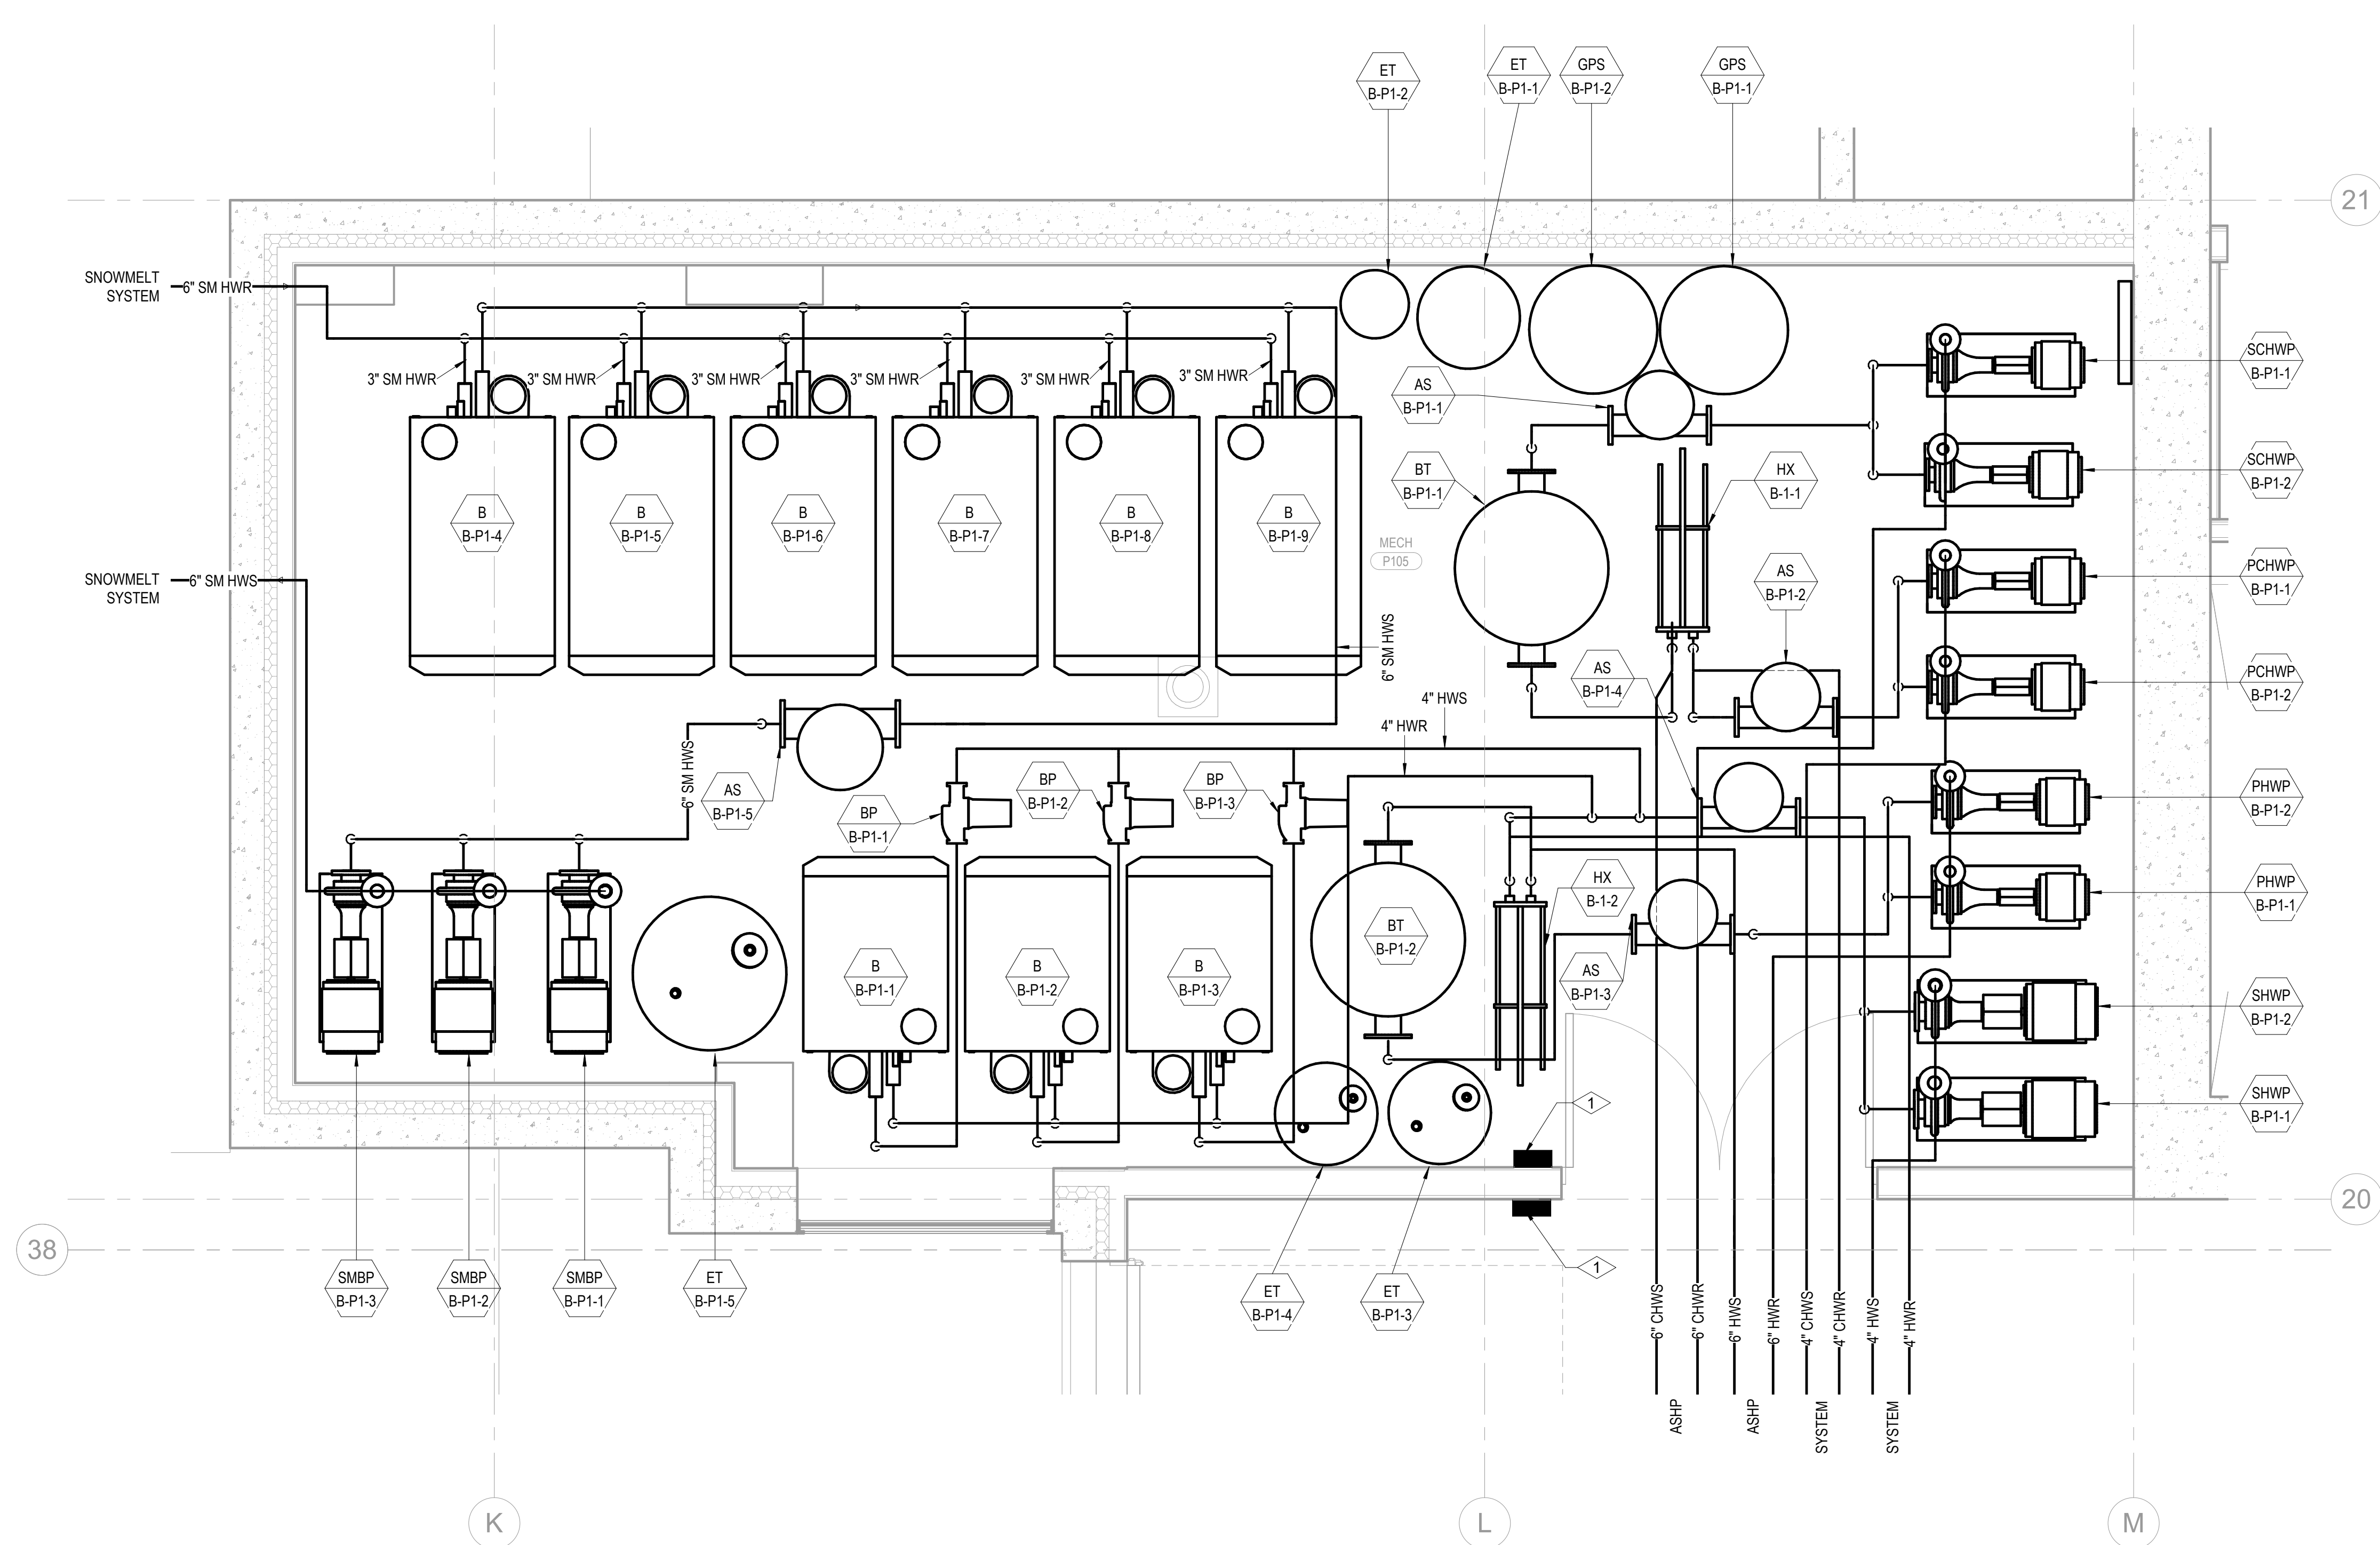 ET
B-P1-2
ET
B-P1-1
GPS
B-P1-2
GPS
B-P1-1
21
SNOWMELT
SYSTEM
6" SM HWR
3" SM HWR
3" SM HWR
3" SM HWR
3" SM HWR
3" SM HWR
3" SM HWR
AS
B-P1-1
SCHWP
B-P1-1
BT
B-P1-1
HX
B-1-1
SCHWP
B-P1-2
B
B-P1-4
B
B-P1-5
B
B-P1-6
B
B-P1-7
B
B-P1-8
B
B-P1-9
MECH
P105
SNOWMELT
SYSTEM
6" SM HWS
AS
B-P1-2
PCHWP
B-P1-1
6" SM HWS
AS
B-P1-4
PCHWP
B-P1-2
4" HWS
4" HWR
6" SM HWS
AS
B-P1-5
BP
B-P1-1
BP
B-P1-2
BP
B-P1-3
PHWP
B-P1-2
HX
B-1-2
PHWP
B-P1-1
BT
B-P1-2
B
B-P1-1
B
B-P1-2
B
B-P1-3
AS
B-P1-3
SHWP
B-P1-2
1
SHWP
B-P1-1
20
38
1
SMBP
B-P1-3
SMBP
B-P1-2
SMBP
B-P1-1
ET
B-P1-5
ET
B-P1-4
ET
B-P1-3
6" CHWS
6" CHWR
6" HWS
6" HWR
4" CHWS
4" CHWR
4" HWS
4" HWR
ASHP
ASHP
SYSTEM
SYSTEM
K
L
M